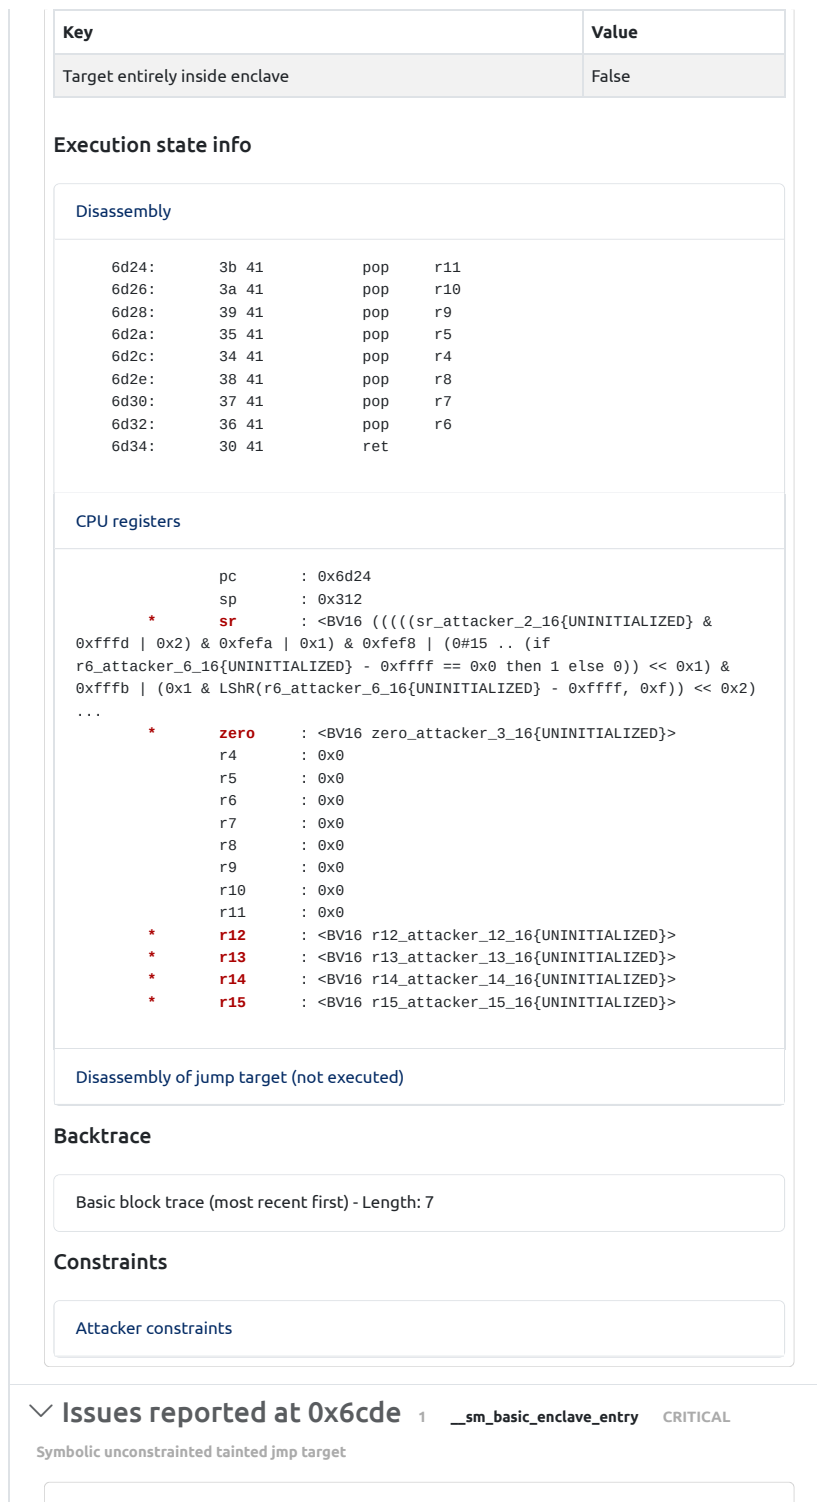 Key Value
Target entirely inside enclave False
Execution state info
Disassembly
6d24: 3b 41 pop r11
6d26: 3a 41 pop r10
6d28: 39 41 pop r9
6d2a: 35 41 pop r5
6d2c: 34 41 pop r4
6d2e: 38 41 pop r8
6d30: 37 41 pop r7
6d32: 36 41 pop r6
6d34: 30 41 ret
CPU registers
pc : 0x6d24
sp : 0x312
* sr : <BV16 (((((sr_attacker_2_16{UNINITIALIZED} &
0xfffd | 0x2) & 0xfefa | 0x1) & 0xfef8 | (0#15 .. (if
r6_attacker_6_16{UNINITIALIZED} - 0xffff == 0x0 then 1 else 0)) << 0x1) &
0xfffb | (0x1 & LShR(r6_attacker_6_16{UNINITIALIZED} - 0xffff, 0xf)) << 0x2)
...
* zero : <BV16 zero_attacker_3_16{UNINITIALIZED}>
r4 : 0x0
r5 : 0x0
r6 : 0x0
r7 : 0x0
r8 : 0x0
r9 : 0x0
r10 : 0x0
r11 : 0x0
* r12 : <BV16 r12_attacker_12_16{UNINITIALIZED}>
* r13 : <BV16 r13_attacker_13_16{UNINITIALIZED}>
* r14 : <BV16 r14_attacker_14_16{UNINITIALIZED}>
* r15 : <BV16 r15_attacker_15_16{UNINITIALIZED}>
Disassembly of jump target (not executed)
Backtrace
Basic block trace (most recent first) - Length: 7
Constraints
Attacker constraints
Issues reported at 0x6cde 1 __sm_basic_enclave_entry CRITICAL
Symbolic unconstrainted tainted jmp target